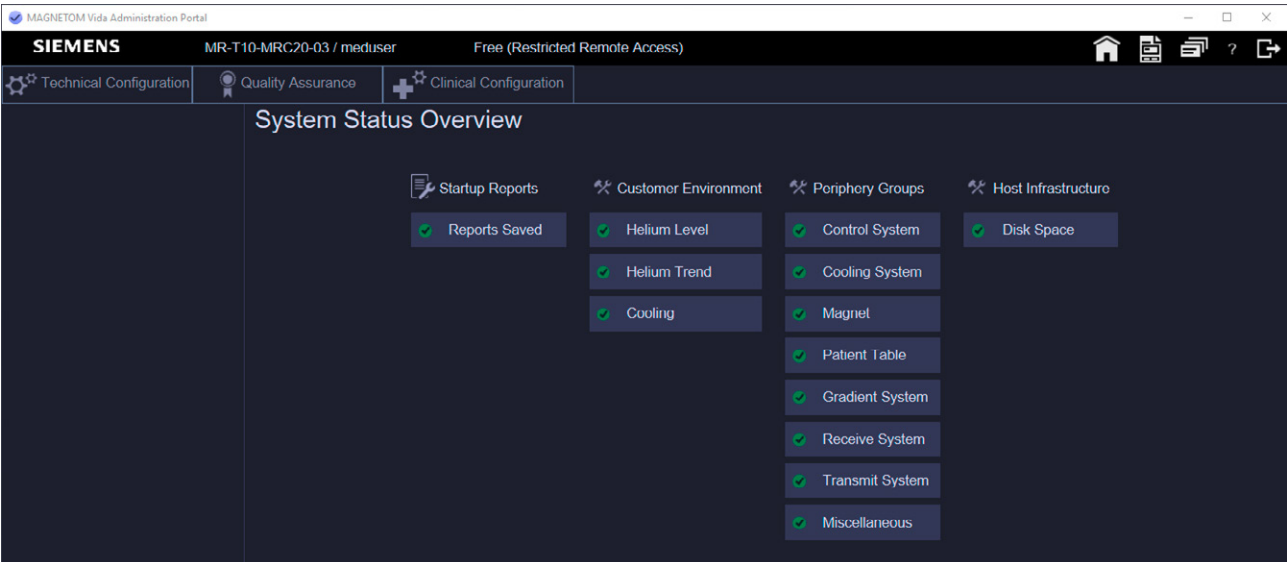 MAGNETOM Vida Administration Portal
SIEMENS MR-T10-MRC20-03 / meduser Free (Restricted Remote Access) ?
Technical Configuration Quality Assurance Clinical Configuration
System Status Overview
Startup Reports Customer Environment Periphery Groups Host Infrastructure
Reports Saved Helium Level Control System Disk Space
Helium Trend Cooling System
Cooling Magnet
Patient Table
Gradient System
Receive System
Transmit System
Miscellaneous